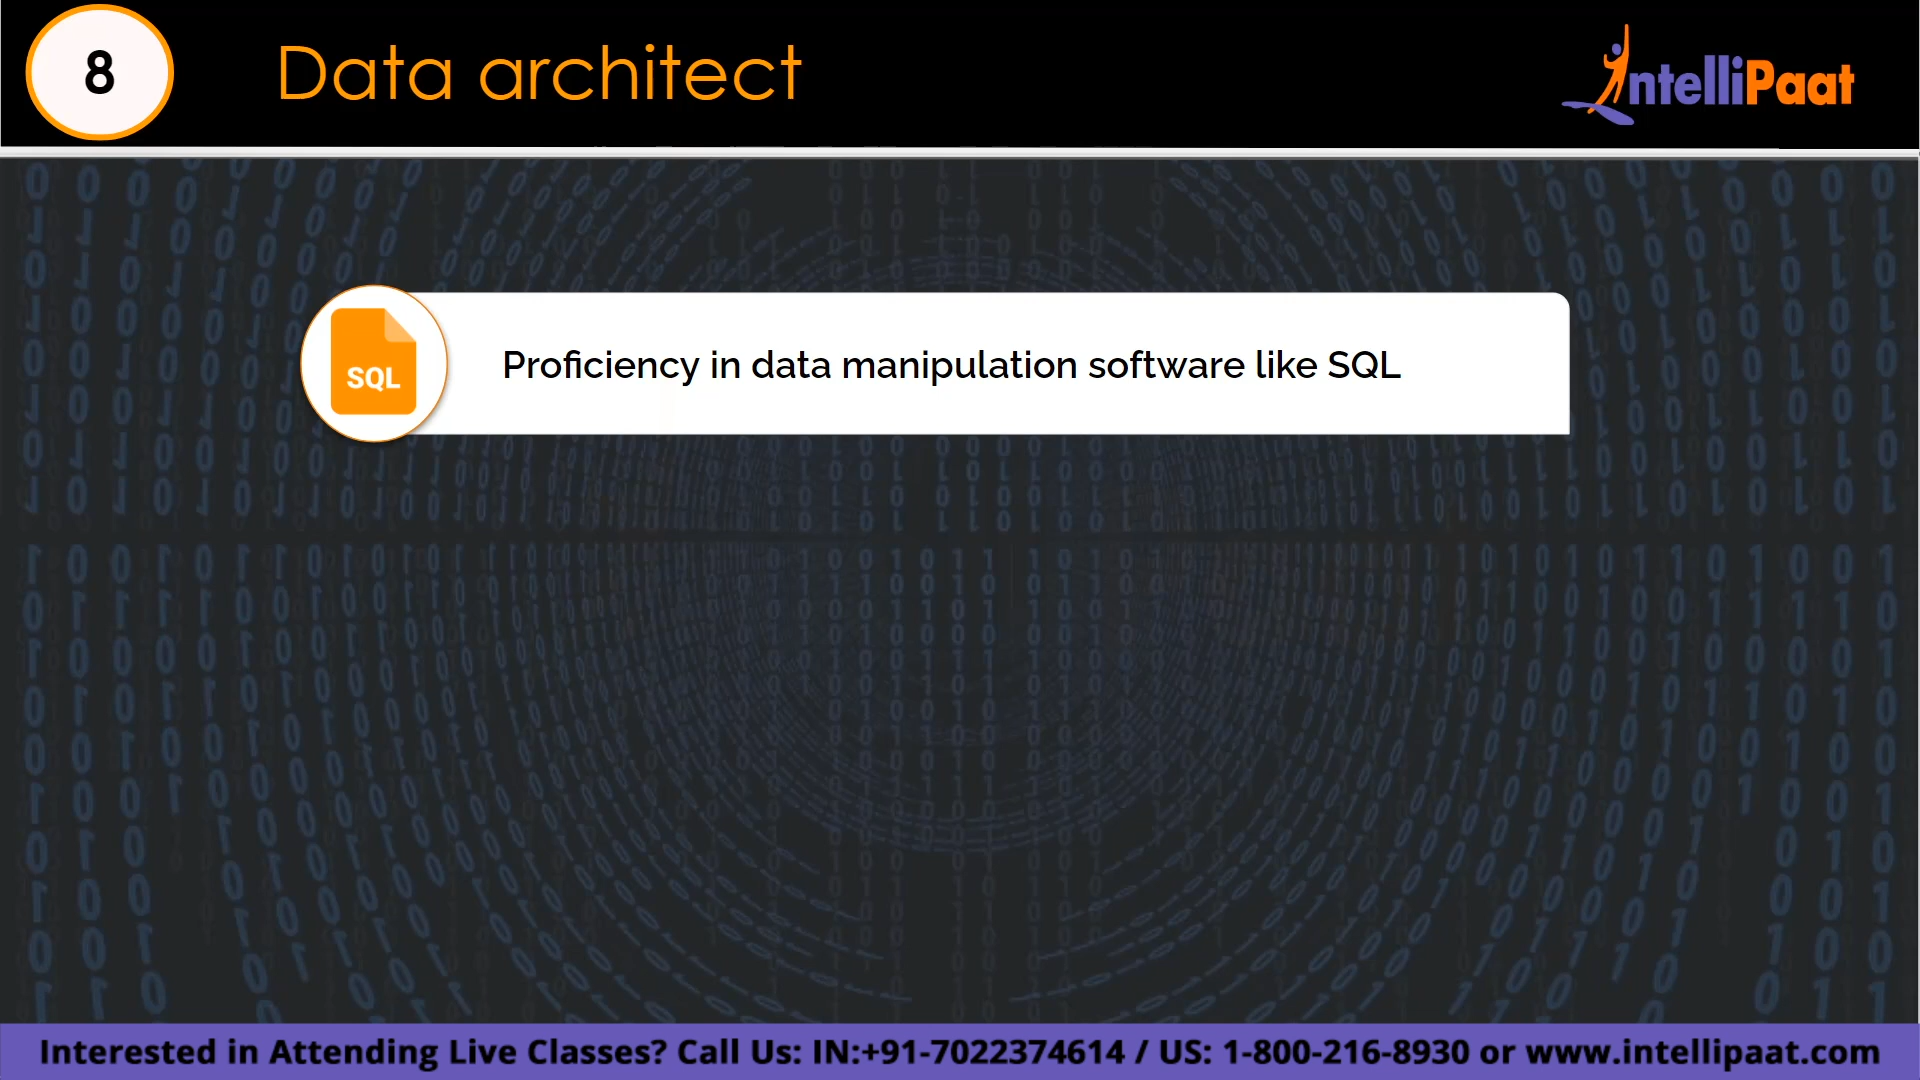 8
Data architect
IntelliPaat
SQL
Proficiency in data manipulation software like SQL
Interested in Attending Live Classes? Call Us: IN:+91-7022374614 / US: 1-800-216-8930 or www.intellipaat.com